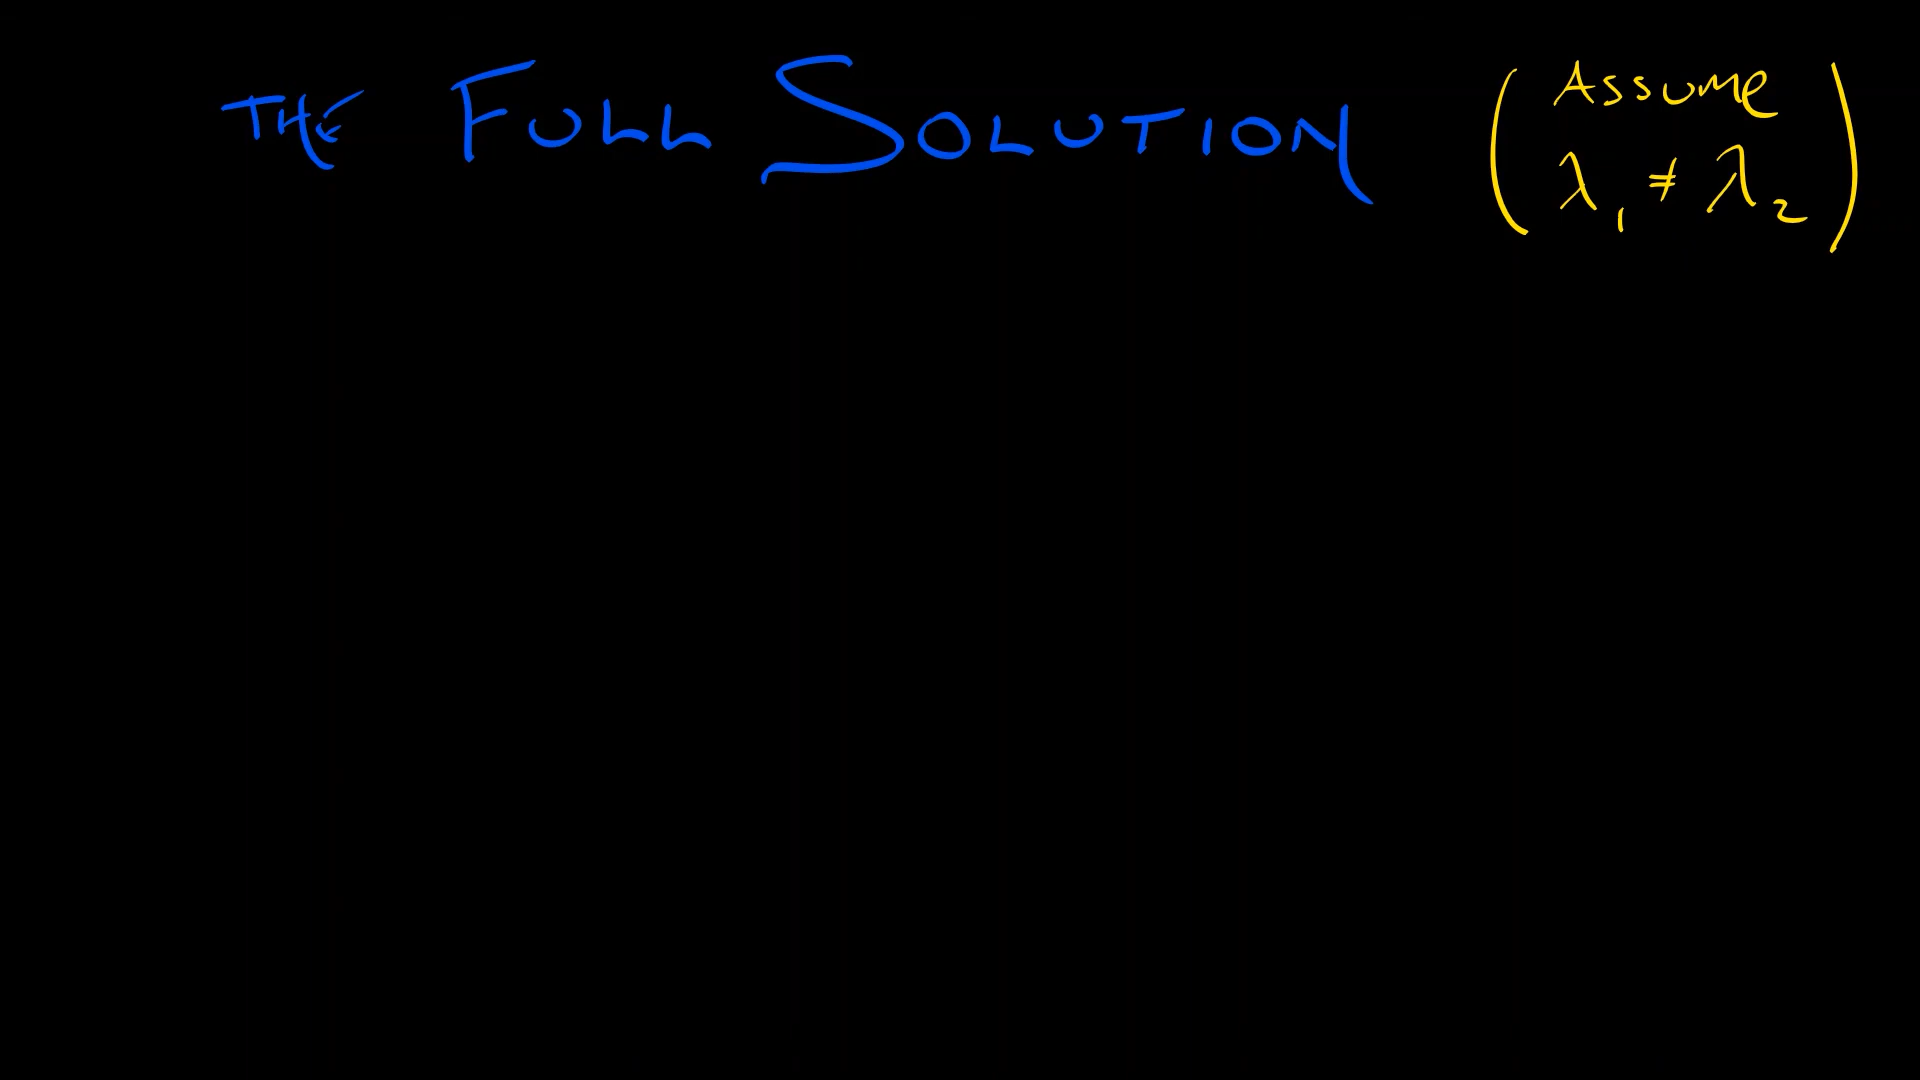 THE FULL SOLUTION
(Assume
λ₁ ≠ λ₂)